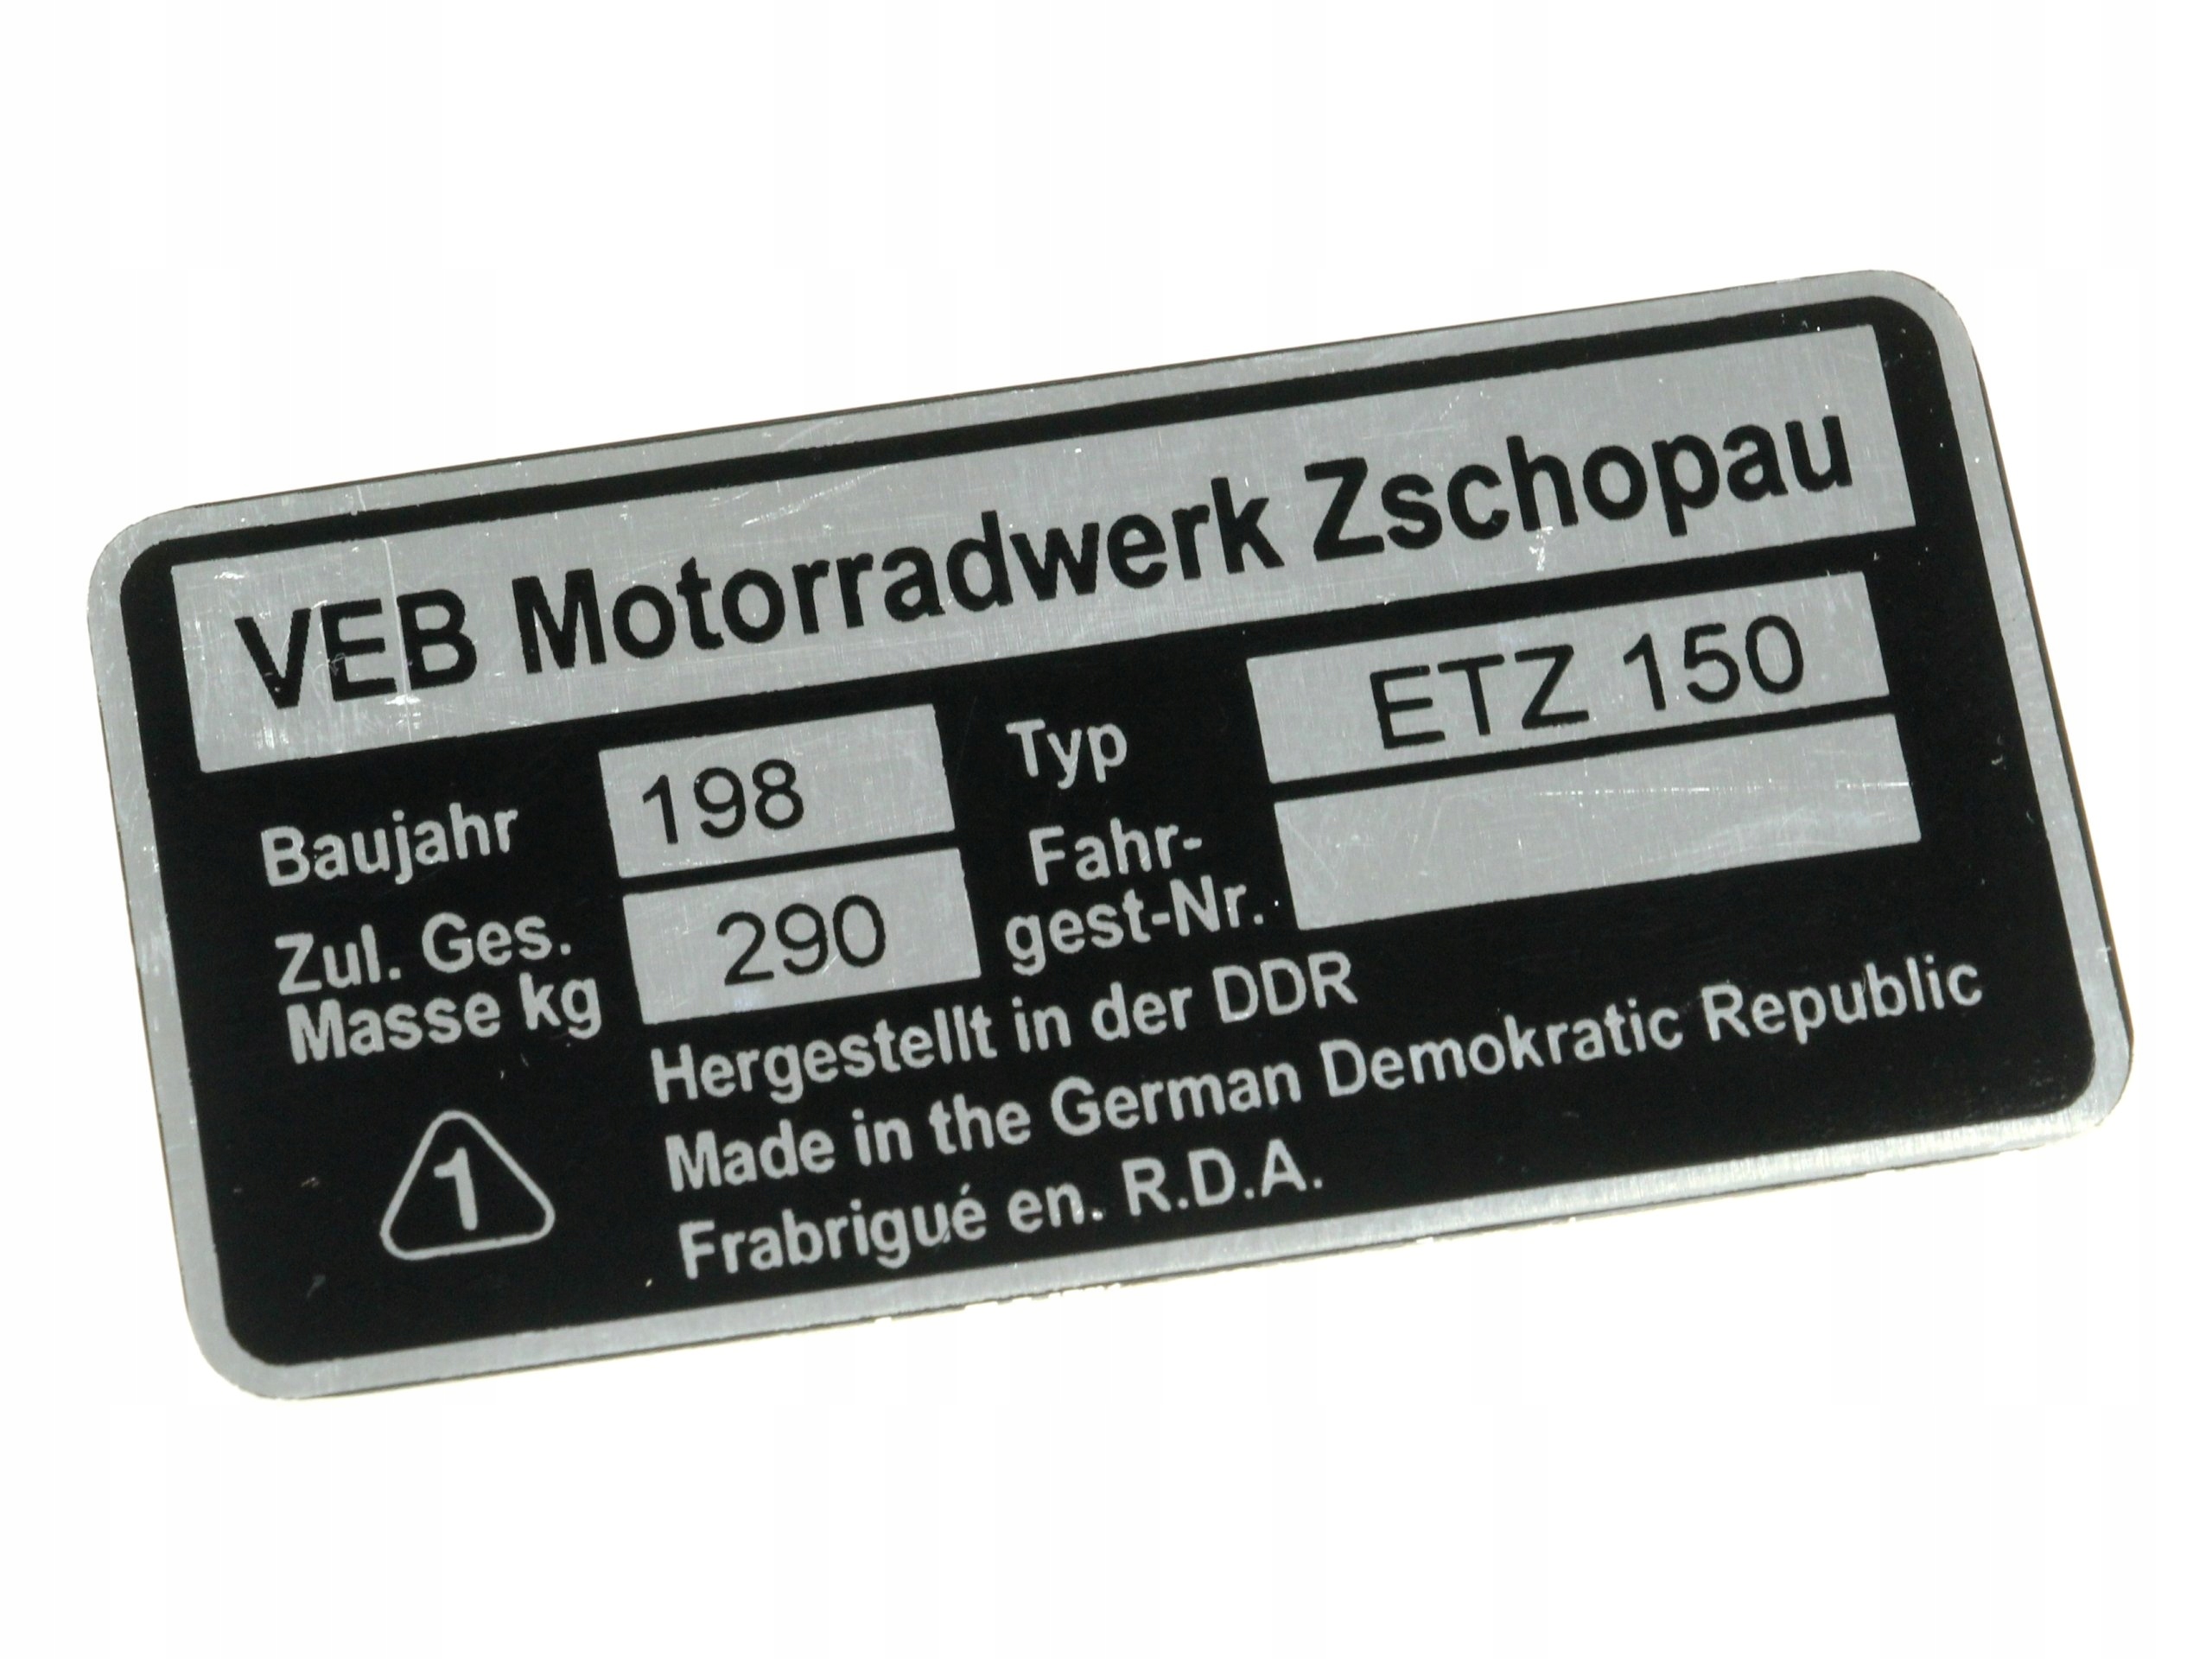 VEB Motorradwerk Zschopau
Baujahr 198 Typ ETZ 150
Zul. Ges. Masse kg 290 Fahr-
gest-Nr.
Hergestellt in der DDR
Made in the German Demokratic Republic
1 Frabrigué en. R.D.A.